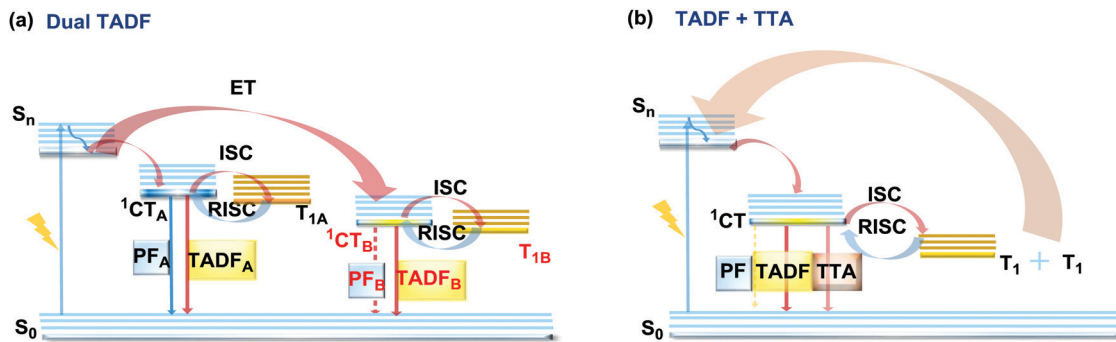 (a) Dual TADF
ET
Sn
ISC
ISC
¹CTA
RISC
T1A
RISC
¹CTB
T1B
PFA
TADFA
PFB
TADFB
S0
(b) TADF + TTA
Sn
ISC
¹CT
RISC
T1 + T1
PF
TADF
TTA
S0